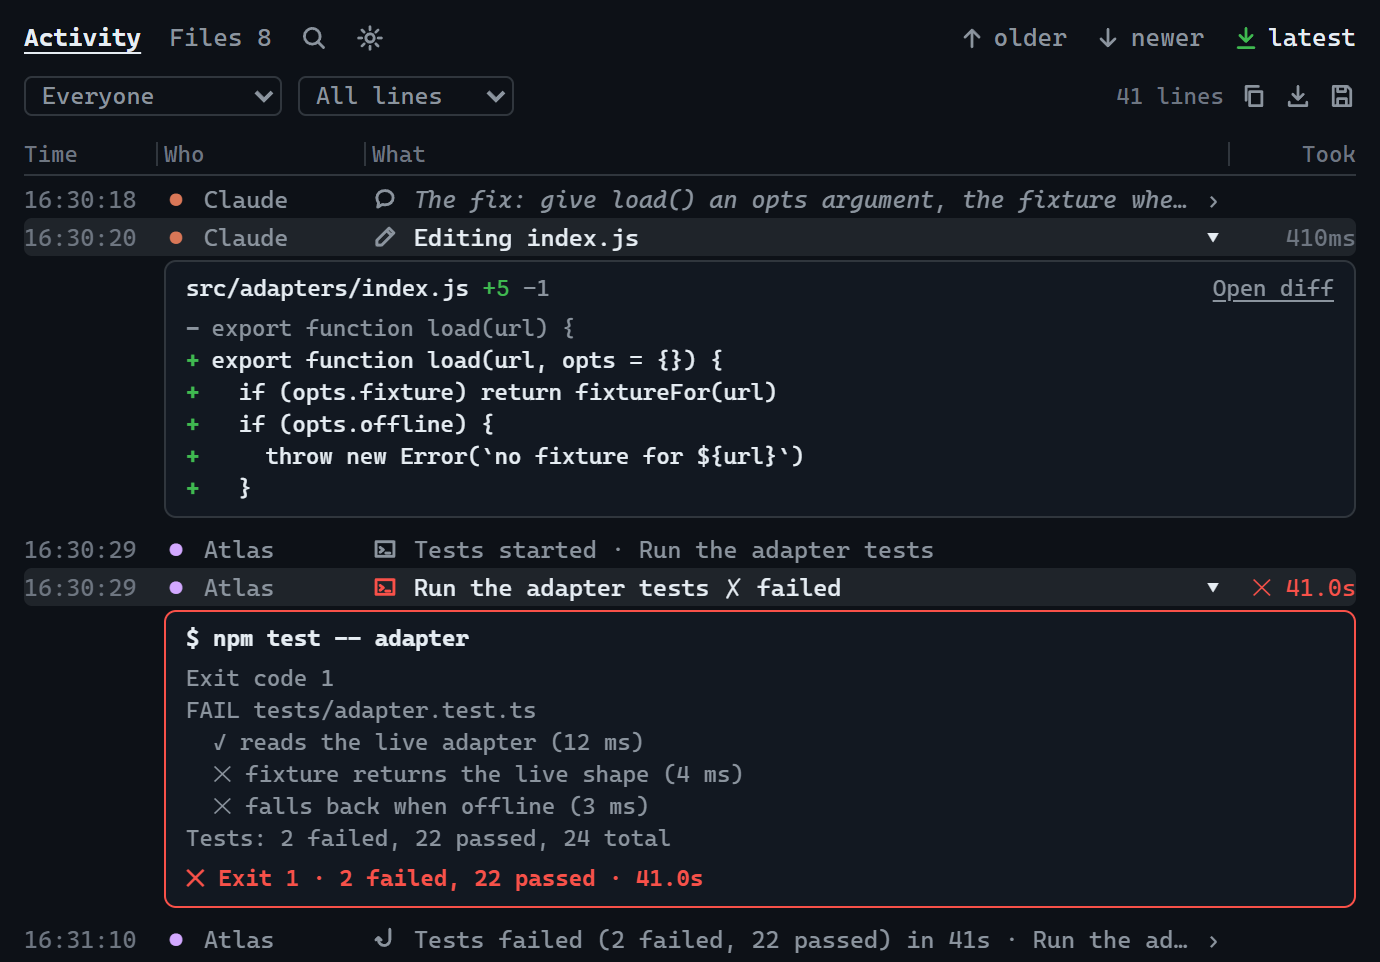 Activity Files 8 ↑ older ↓ newer latest
Everyone All lines 41 lines
Time Who What Took
16:30:18 Claude The fix: give load() an opts argument, the fixture whe… ›
16:30:20 Claude Editing index.js ▼ 410ms
src/adapters/index.js +5 −1 Open diff
− export function load(url) {
+ export function load(url, opts = {}) {
+   if (opts.fixture) return fixtureFor(url)
+   if (opts.offline) {
+     throw new Error(`no fixture for ${url}`)
+   }
16:30:29 Atlas Tests started · Run the adapter tests
16:30:29 Atlas Run the adapter tests ✗ failed ▼ ✕ 41.0s
$ npm test -- adapter
Exit code 1
FAIL tests/adapter.test.ts
  ✓ reads the live adapter (12 ms)
  ✕ fixture returns the live shape (4 ms)
  ✕ falls back when offline (3 ms)
Tests: 2 failed, 22 passed, 24 total
✕ Exit 1 · 2 failed, 22 passed · 41.0s
16:31:10 Atlas Tests failed (2 failed, 22 passed) in 41s · Run the ad… ›